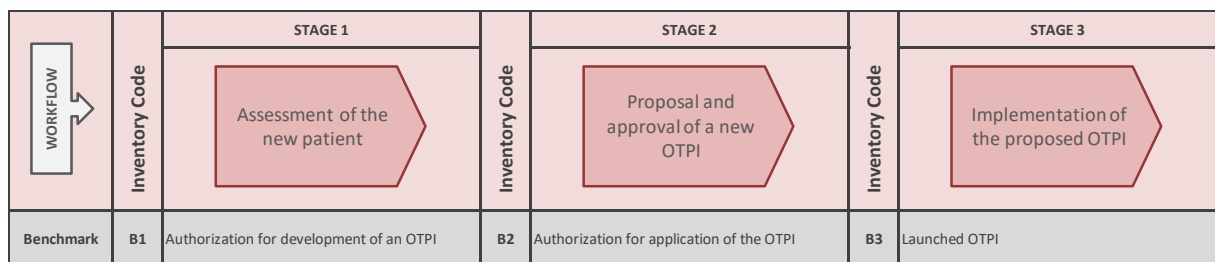 WORKFLOW
Inventory Code
STAGE 1
Assessment of the
new patient
Inventory Code
STAGE 2
Proposal and
approval of a new
OTPI
Inventory Code
STAGE 3
Implementation of
the proposed OTPI
Benchmark
B1
Authorization for development of an OTPI
B2
Authorization for application of the OTPI
B3
Launched OTPI